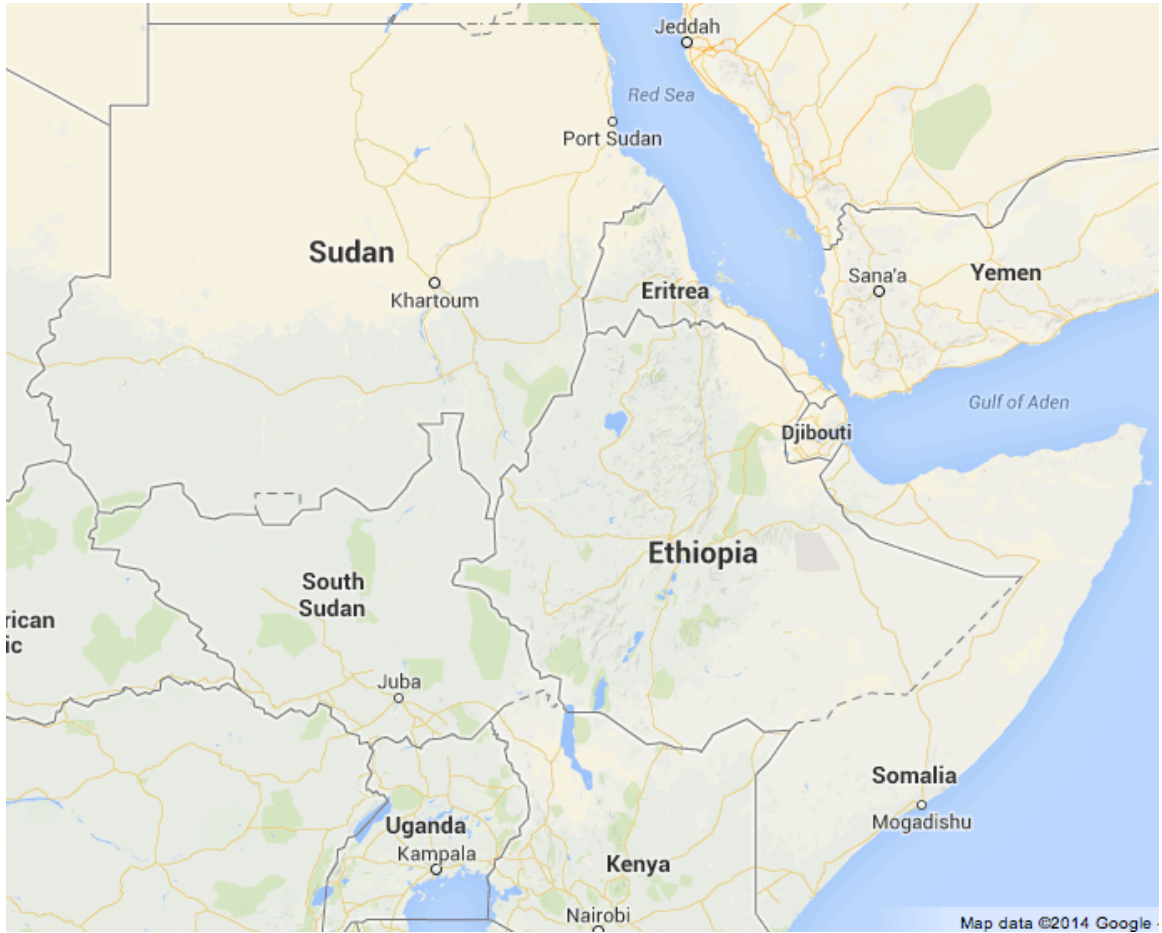 Jeddah
Red Sea
Port Sudan
Sudan
Khartoum
Eritrea
Sana'a
Yemen
Gulf of Aden
Djibouti
Ethiopia
South
Sudan
rican
ic
Juba
Somalia
Mogadishu
Uganda
Kampala
Kenya
Nairobi
Map data ©2014 Google -